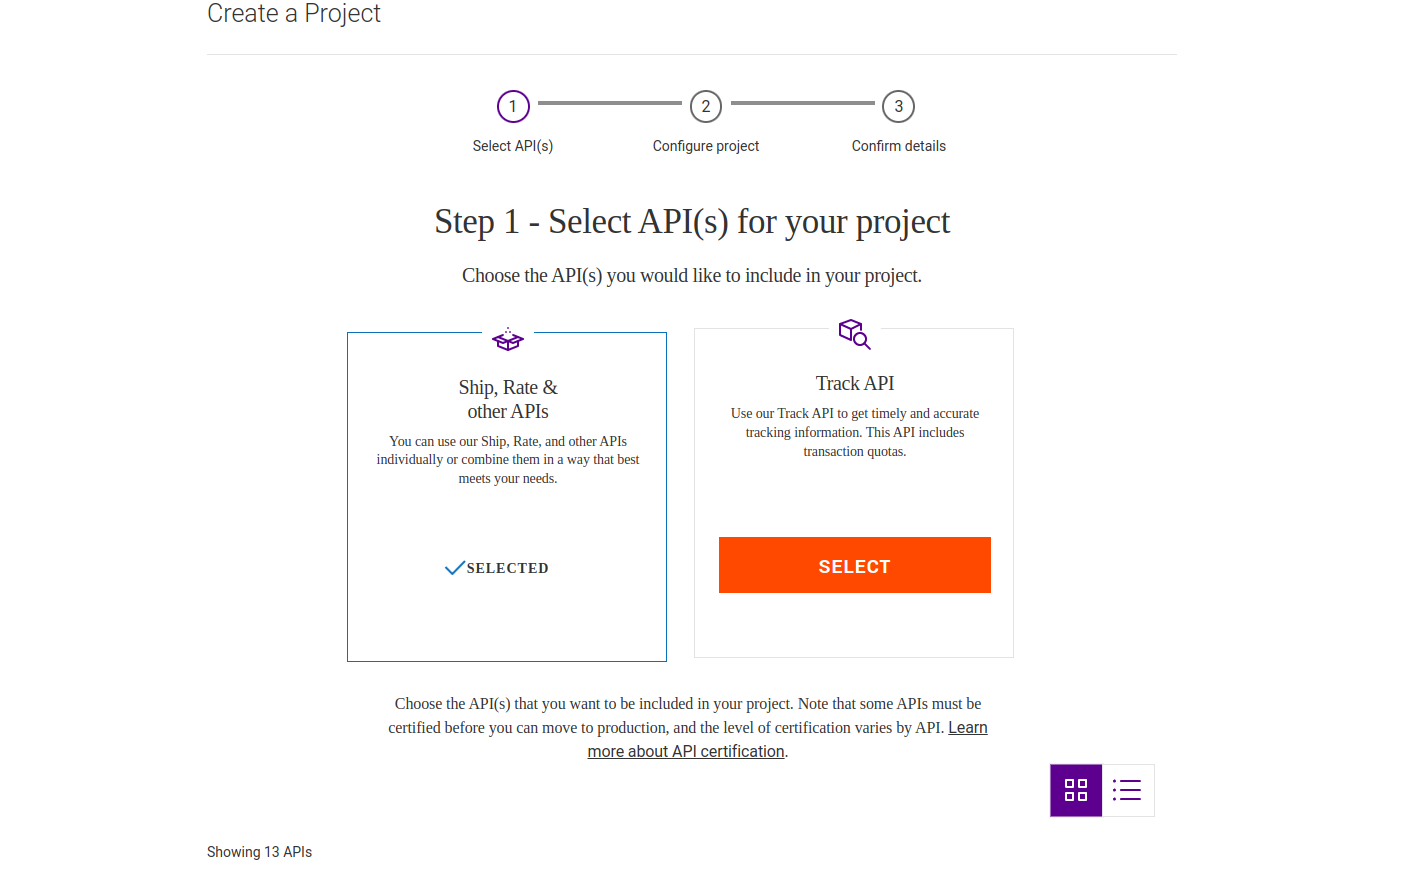 Create a Project
1
2
3
Select API(s)
Configure project
Confirm details
Step 1 - Select API(s) for your project
Choose the API(s) you would like to include in your project.
Ship, Rate &
other APIs
You can use our Ship, Rate, and other APIs
individually or combine them in a way that best
meets your needs.
SELECTED
Track API
Use our Track API to get timely and accurate
tracking information. This API includes
transaction quotas.
SELECT
Choose the API(s) that you want to be included in your project. Note that some APIs must be
certified before you can move to production, and the level of certification varies by API. Learn
more about API certification.
Showing 13 APIs